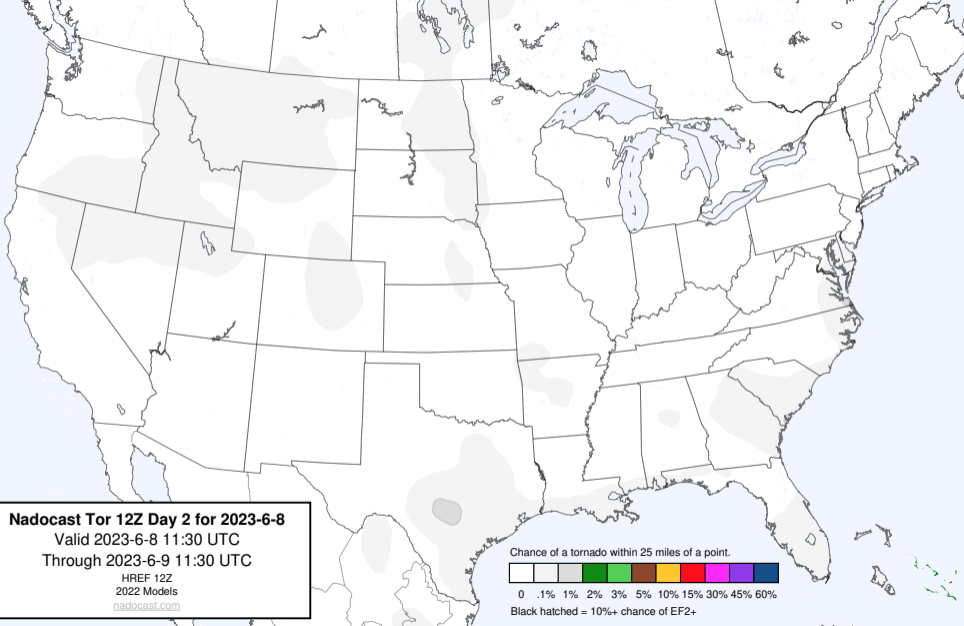 Nadocast Tor 12Z Day 2 for 2023-6-8
Valid 2023-6-8 11:30 UTC
Through 2023-6-9 11:30 UTC
HREF 12Z
2022 Models
nadocast.com
Chance of a tornado within 25 miles of a point.
0 .1% 1% 2% 3% 5% 10% 15% 30% 45% 60%
Black hatched = 10%+ chance of EF2+